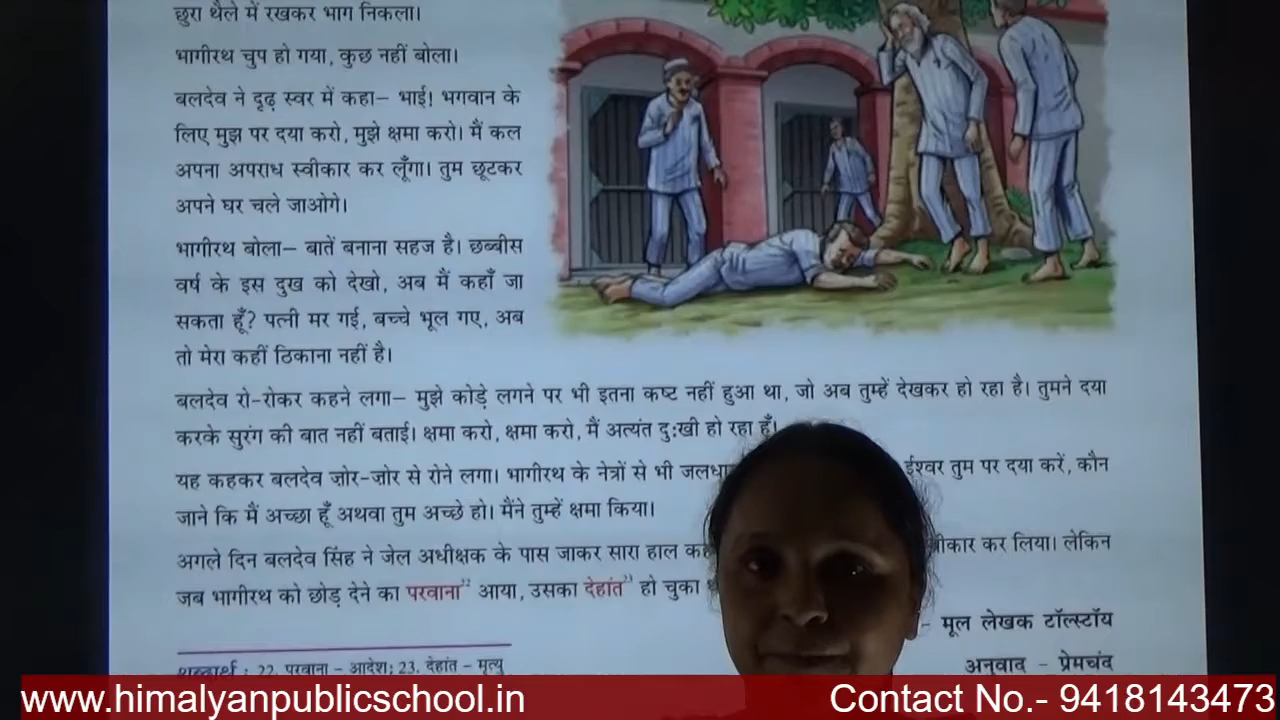 छुरा थैले में रखकर भाग निकला।
भागीरथ चुप हो गया, कुछ नहीं बोला।
बलदेव ने दृढ़ स्वर में कहा– भाई! भगवान के
लिए मुझ पर दया करो, मुझे क्षमा करो। मैं कल
अपना अपराध स्वीकार कर लूँगा। तुम छूटकर
अपने घर चले जाओगे।
भागीरथ बोला– बातें बनाना सहज है। छब्बीस
वर्ष के इस दुख को देखो, अब मैं कहाँ जा
सकता हूँ? पत्नी मर गई, बच्चे भूल गए, अब
तो मेरा कहीं ठिकाना नहीं है।
बलदेव रो-रोकर कहने लगा– मुझे कोड़े लगने पर भी इतना कष्ट नहीं हुआ था, जो अब तुम्हें देखकर हो रहा है। तुमने दया
करके सुरंग की बात नहीं बताई। क्षमा करो, क्षमा करो, मैं अत्यंत दुःखी हो रहा हूँ।
यह कहकर बलदेव ज़ोर-ज़ोर से रोने लगा। भागीरथ के नेत्रों से भी ईश्वर तुम पर दया करें, कौन
जाने कि मैं अच्छा हूँ अथवा तुम अच्छे हो। मैंने तुम्हें क्षमा किया।
अगले दिन बलदेव सिंह ने जेल अधीक्षक के पास जाकर सारा हाल कर लिया। लेकिन
जब भागीरथ को छोड़ देने का परवाना²² आया, उसका देहांत²³ हो चुका
– मूल लेखक टॉल्स्टॉय
शब्दार्थ : 22. परवाना – आदेश; 23. देहांत – मृत्यु
अनुवाद – प्रेमचंद
www.himalyanpublicschool.in
Contact No.- 9418143473